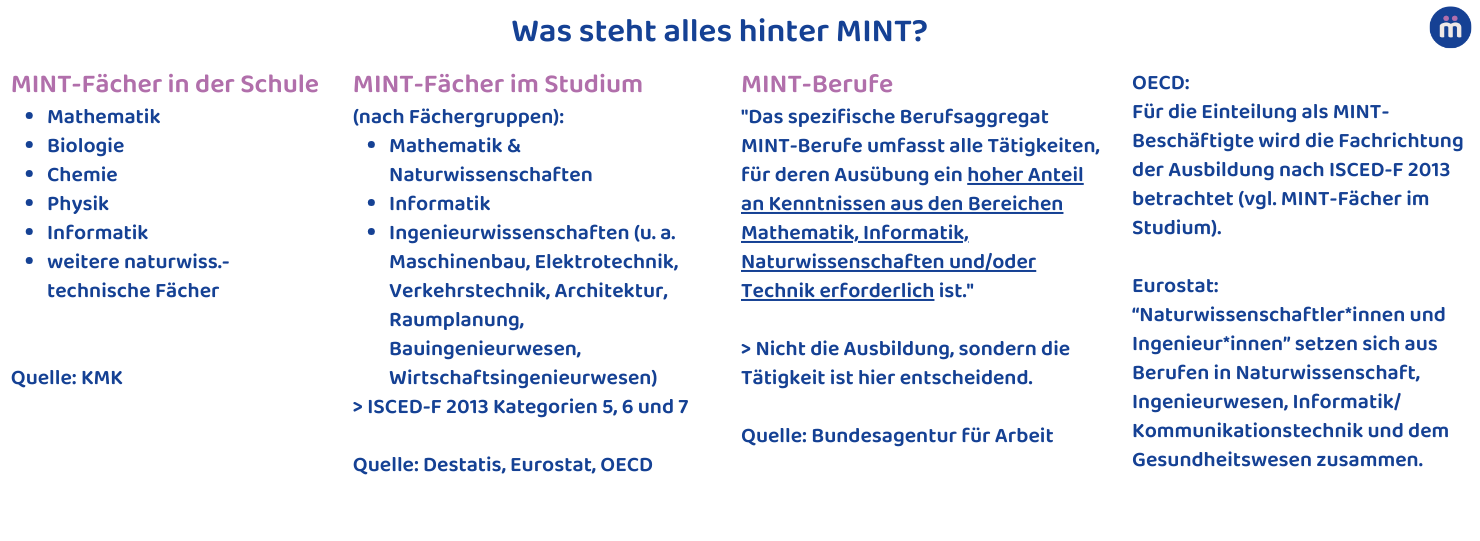 Was steht alles hinter MINT?
m
MINT-Fächer in der Schule
Mathematik
Biologie
Chemie
Physik
Informatik
weitere naturwiss.-
technische Fächer
Quelle: KMK
MINT-Fächer im Studium
(nach Fächergruppen):
Mathematik &
Naturwissenschaften
Informatik
Ingenieurwissenschaften (u. a.
Maschinenbau, Elektrotechnik,
Verkehrstechnik, Architektur,
Raumplanung,
Bauingenieurwesen,
Wirtschaftsingenieurwesen)
> ISCED-F 2013 Kategorien 5, 6 und 7
Quelle: Destatis, Eurostat, OECD
MINT-Berufe
"Das spezifische Berufsaggregat
MINT-Berufe umfasst alle Tätigkeiten,
für deren Ausübung ein hoher Anteil
an Kenntnissen aus den Bereichen
Mathematik, Informatik,
Naturwissenschaften und/oder
Technik erforderlich ist."
> Nicht die Ausbildung, sondern die
Tätigkeit ist hier entscheidend.
Quelle: Bundesagentur für Arbeit
OECD:
Für die Einteilung als MINT-
Beschäftigte wird die Fachrichtung
der Ausbildung nach ISCED-F 2013
betrachtet (vgl. MINT-Fächer im
Studium).
Eurostat:
“Naturwissenschaftler*innen und
Ingenieur*innen” setzen sich aus
Berufen in Naturwissenschaft,
Ingenieurwesen, Informatik/
Kommunikationstechnik und dem
Gesundheitswesen zusammen.